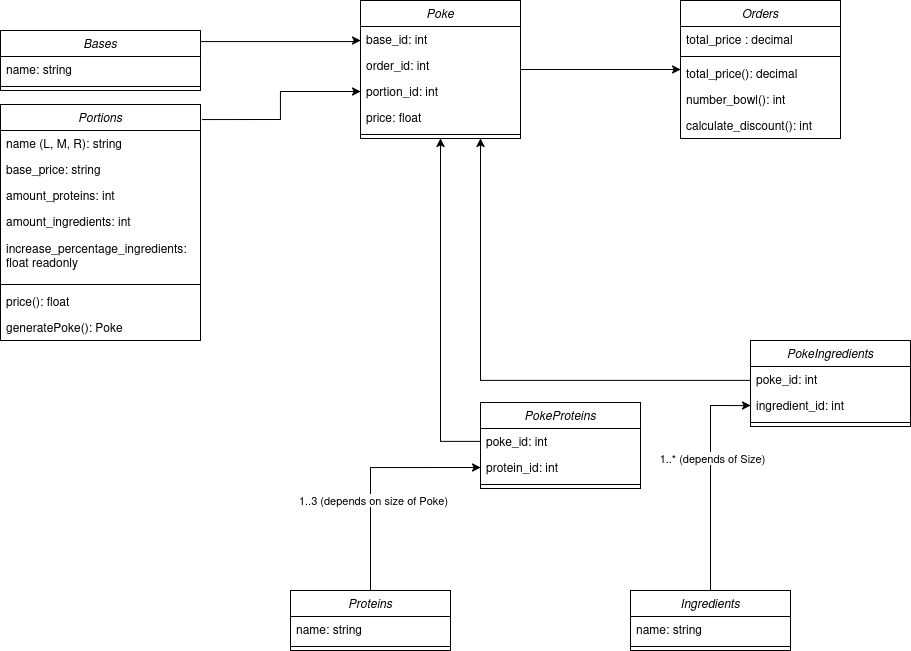 Bases
name: string
Portions
name (L, M, R): string
base_price: string
amount_proteins: int
amount_ingredients: int
increase_percentage_ingredients:
float readonly
price(): float
generatePoke(): Poke
Poke
base_id: int
order_id: int
portion_id: int
price: float
Orders
total_price : decimal
total_price(): decimal
number_bowl(): int
calculate_discount(): int
PokeIngredients
poke_id: int
ingredient_id: int
1..* (depends of Size)
PokeProteins
poke_id: int
protein_id: int
1..3 (depends on size of Poke)
Proteins
name: string
Ingredients
name: string